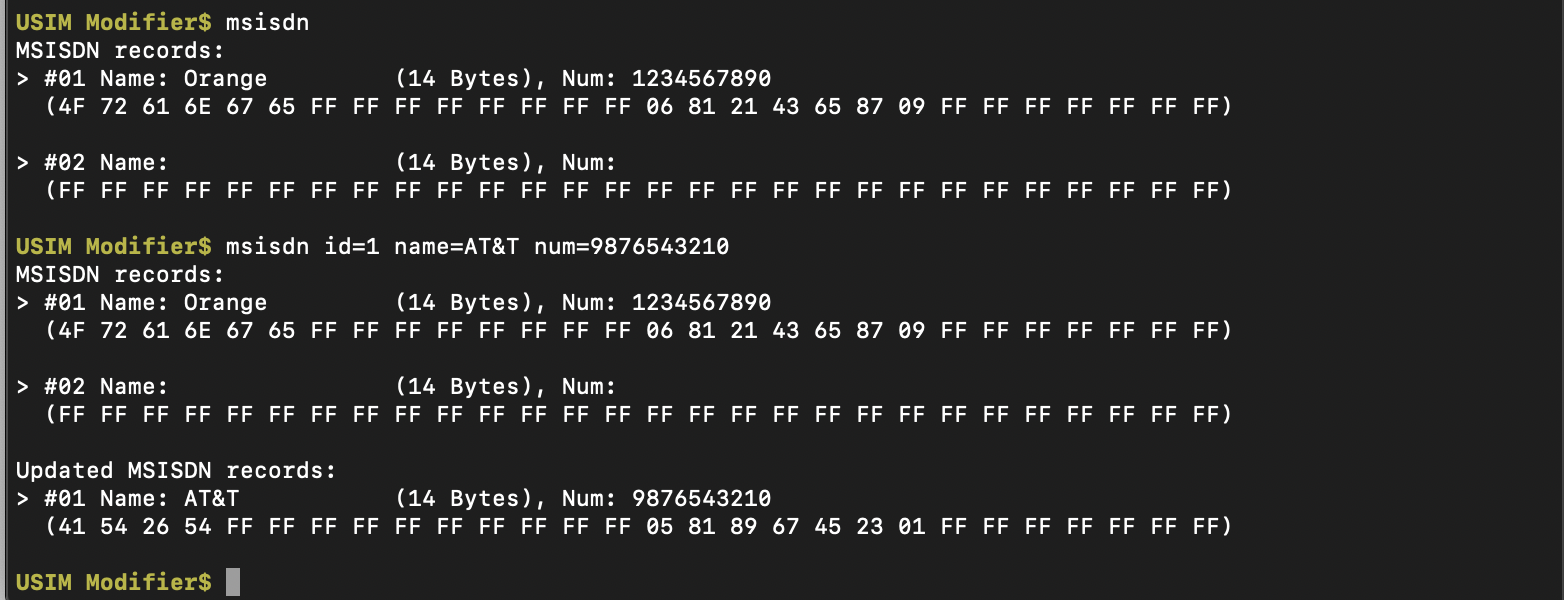 USIM Modifier$ msisdn
MSISDN records:
> #01 Name: Orange         (14 Bytes), Num: 1234567890
  (4F 72 61 6E 67 65 FF FF FF FF FF FF FF FF 06 81 21 43 65 87 09 FF FF FF FF FF FF FF)
> #02 Name:                (14 Bytes), Num:
  (FF FF FF FF FF FF FF FF FF FF FF FF FF FF FF FF FF FF FF FF FF FF FF FF FF FF FF FF)
USIM Modifier$ msisdn id=1 name=AT&T num=9876543210
MSISDN records:
> #01 Name: Orange         (14 Bytes), Num: 1234567890
  (4F 72 61 6E 67 65 FF FF FF FF FF FF FF FF 06 81 21 43 65 87 09 FF FF FF FF FF FF FF)
> #02 Name:                (14 Bytes), Num:
  (FF FF FF FF FF FF FF FF FF FF FF FF FF FF FF FF FF FF FF FF FF FF FF FF FF FF FF FF)
Updated MSISDN records:
> #01 Name: AT&T           (14 Bytes), Num: 9876543210
  (41 54 26 54 FF FF FF FF FF FF FF FF FF FF 05 81 89 67 45 23 01 FF FF FF FF FF FF FF)
USIM Modifier$